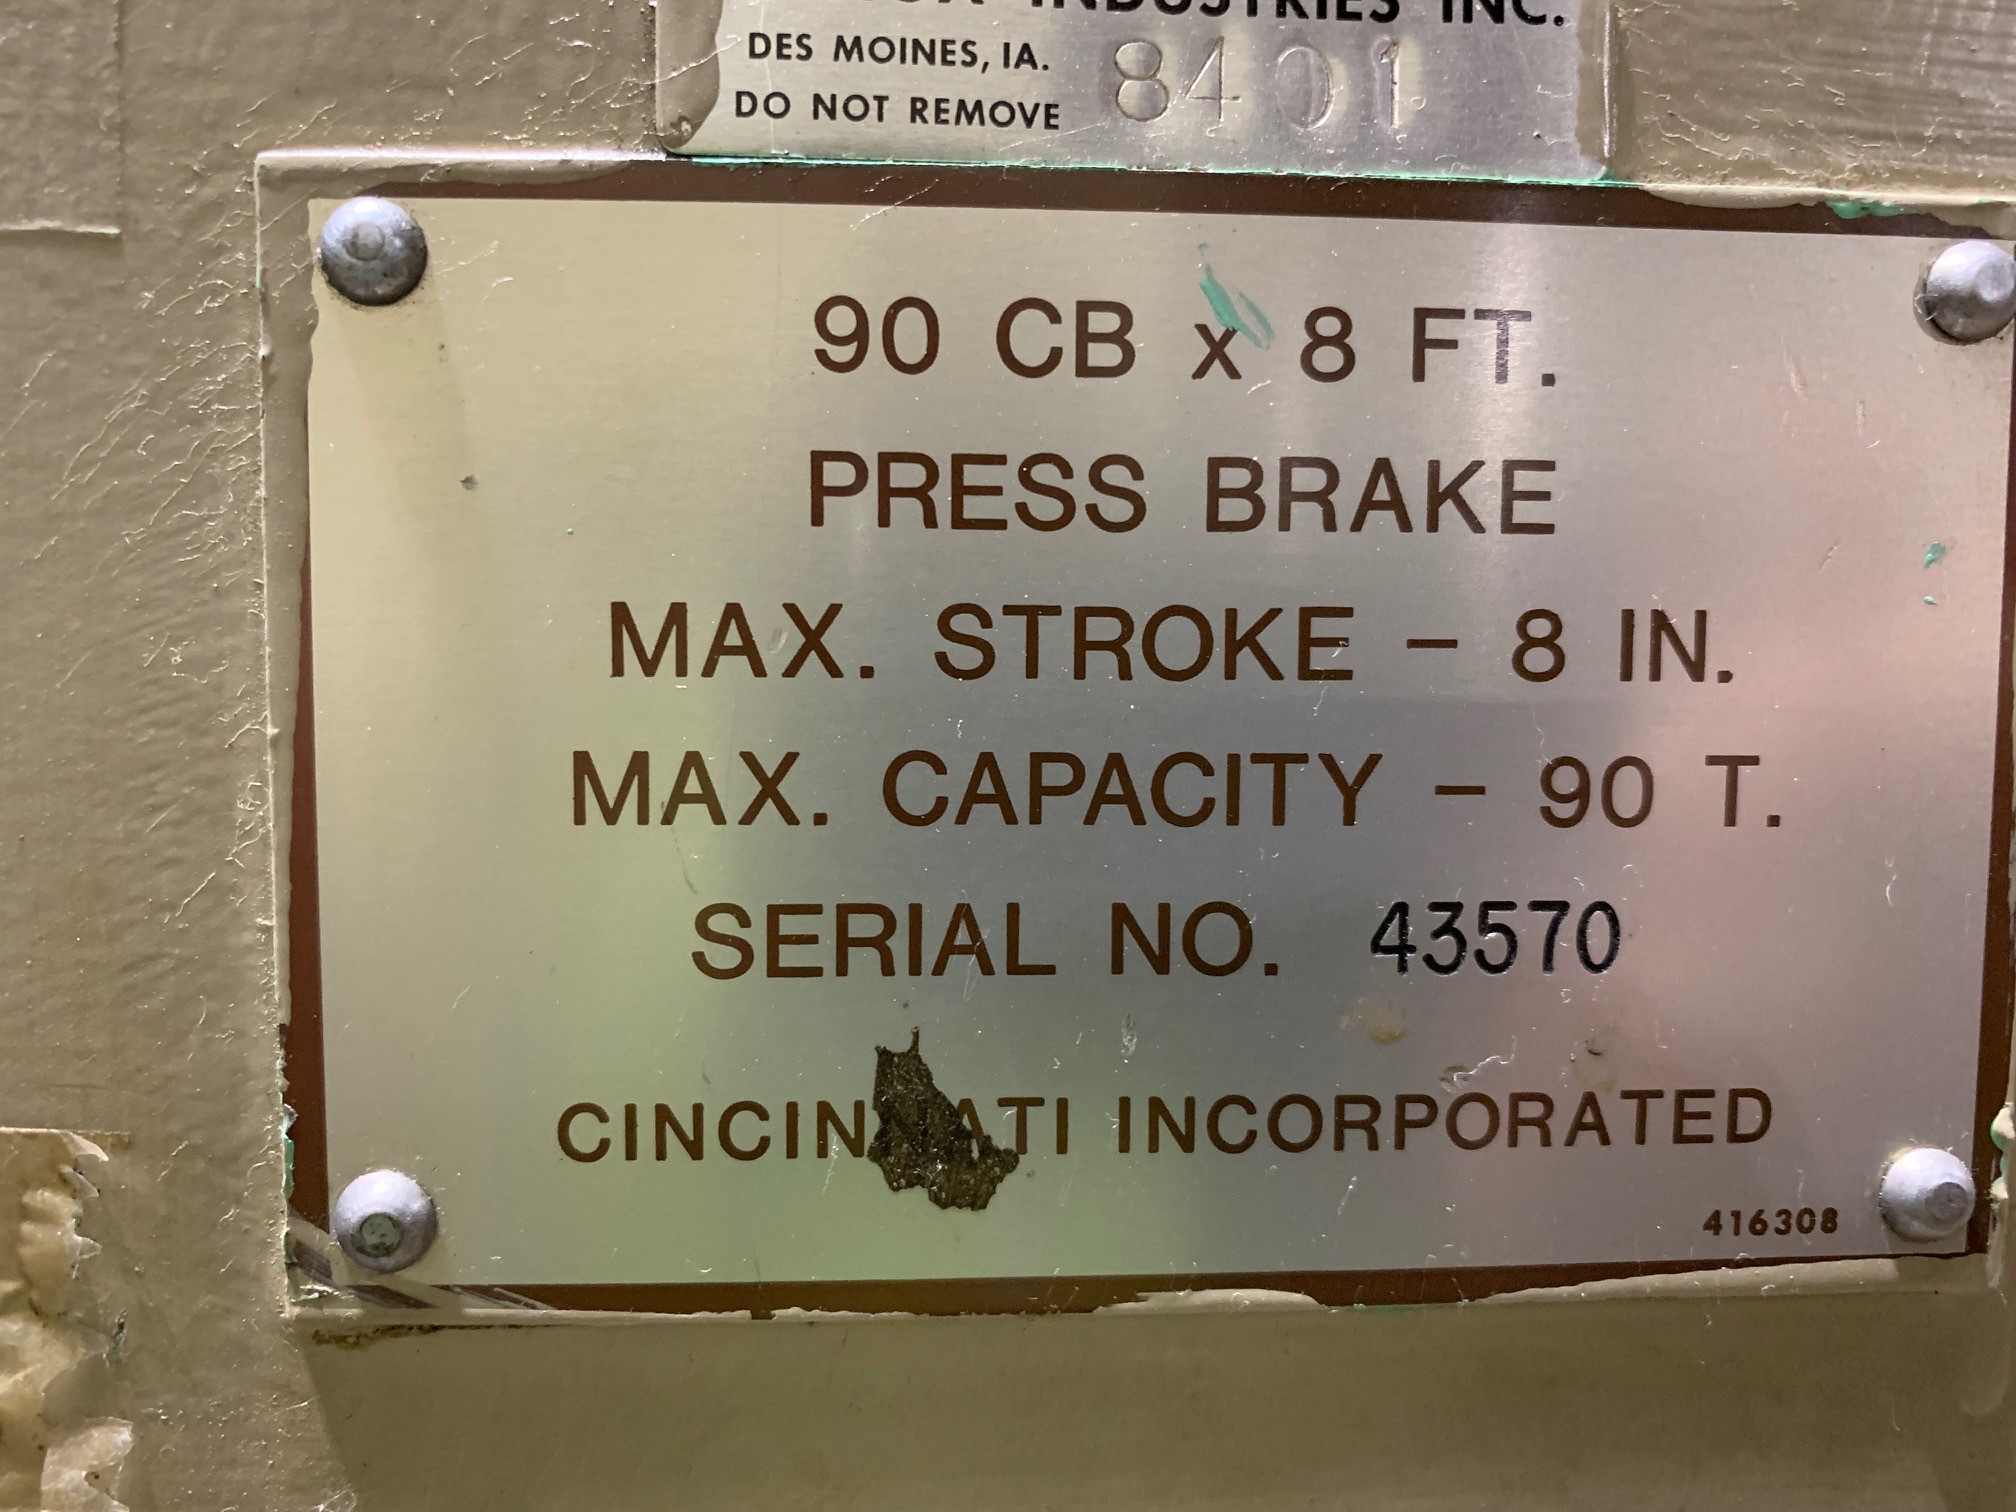 INDUSTRIES INC.
DES MOINES, IA.
DO NOT REMOVE 8401
90 CB x 8 FT.
PRESS BRAKE
MAX. STROKE - 8 IN.
MAX. CAPACITY - 90 T.
SERIAL NO. 43570
CINCINNATI INCORPORATED
416308